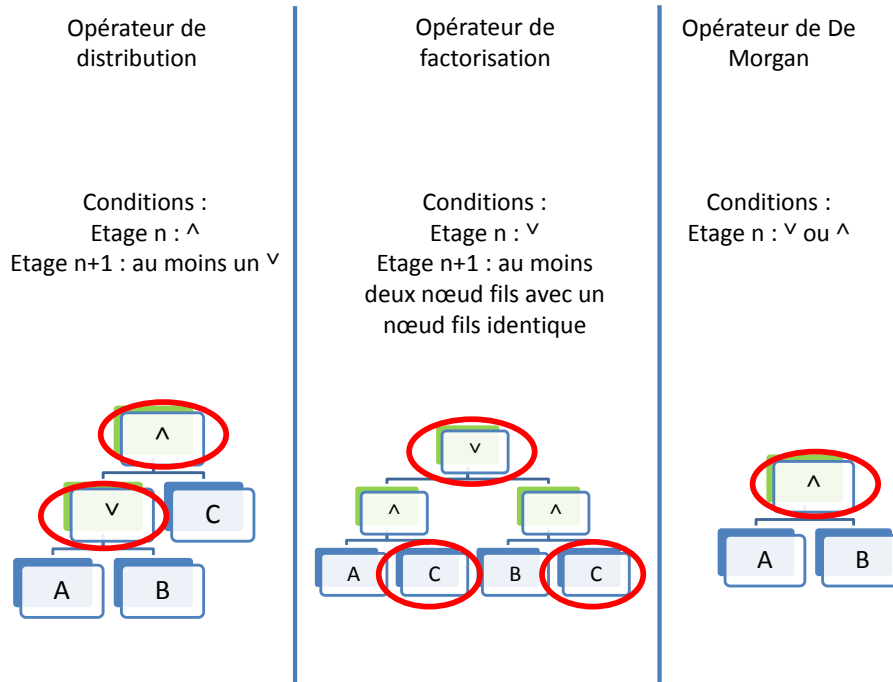 Opérateur de
distribution
Conditions :
Etage n : ^
Etage n+1 : au moins un ˅
^
˅
C
A
B
Opérateur de
factorisation
Conditions :
Etage n : ˅
Etage n+1 : au moins
deux nœud fils avec un
nœud fils identique
˅
^
^
A
C
B
C
Opérateur de De
Morgan
Conditions :
Etage n : ˅ ou ^
^
A
B